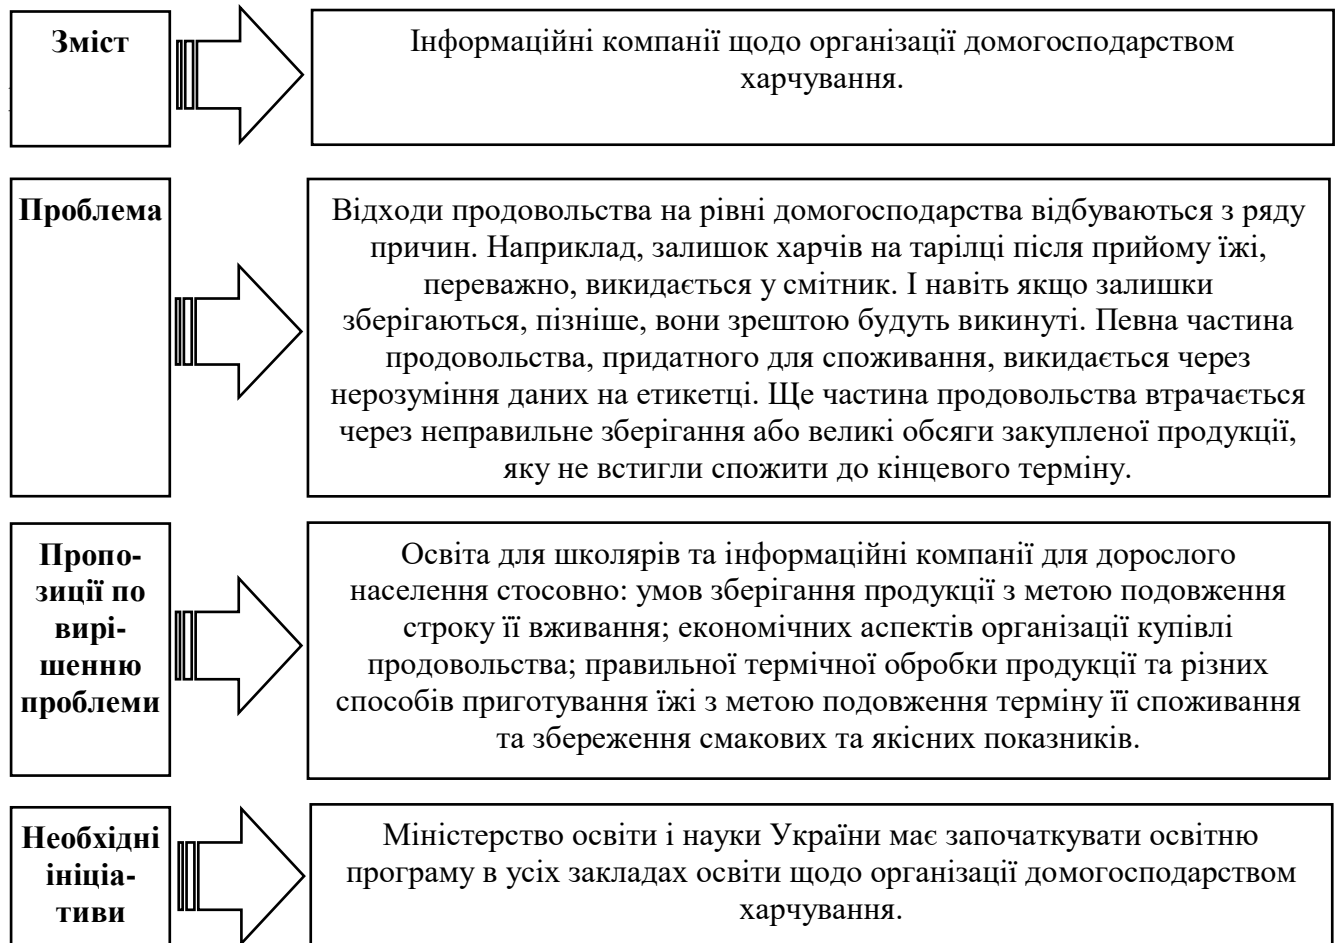 Зміст
Інформаційні компанії щодо організації домогосподарством
харчування.
Проблема
Відходи продовольства на рівні домогосподарства відбуваються з ряду
причин. Наприклад, залишок харчів на тарілці після прийому їжі,
переважно, викидається у смітник. І навіть якщо залишки
зберігаються, пізніше, вони зрештою будуть викинуті. Певна частина
продовольства, придатного для споживання, викидається через
нерозуміння даних на етикетці. Ще частина продовольства втрачається
через неправильне зберігання або великі обсяги закупленої продукції,
яку не встигли спожити до кінцевого терміну.
Пропо-
зиції по
вирі-
шенню
проблеми
Освіта для школярів та інформаційні компанії для дорослого
населення стосовно: умов зберігання продукції з метою подовження
строку її вживання; економічних аспектів організації купівлі
продовольства; правильної термічної обробки продукції та різних
способів приготування їжі з метою подовження терміну її споживання
та збереження смакових та якісних показників.
Необхідні
ініціа-
тиви
Міністерство освіти і науки України має започаткувати освітню
програму в усіх закладах освіти щодо організації домогосподарством
харчування.